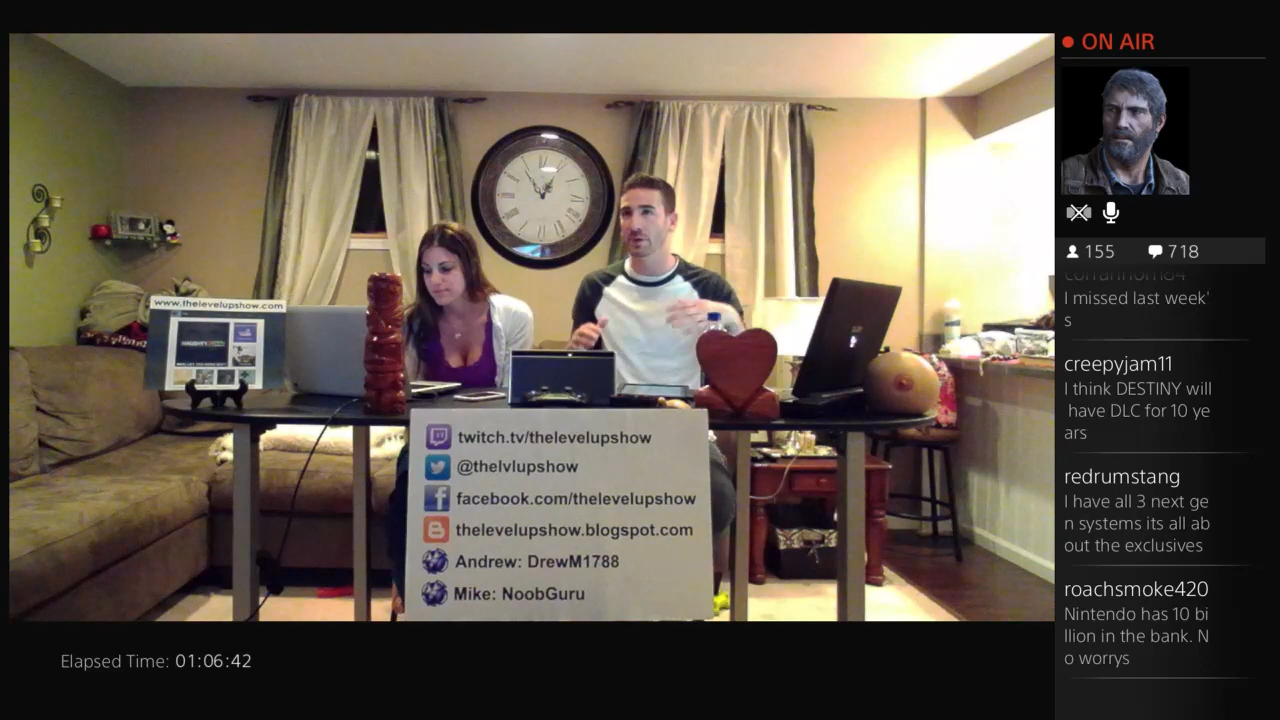 ON AIR
155 718
corranhorn84
I missed last week'
s
creepyjam11
I think DESTINY will
have DLC for 10 ye
ars
redrumstang
I have all 3 next ge
n systems its all ab
out the exclusives
roachsmoke420
Nintendo has 10 bi
llion in the bank. N
o worrys
www.thelevelupshow.com
twitch.tv/thelevelupshow
@thelvlupshow
facebook.com/thelevelupshow
thelevelupshow.blogspot.com
Andrew: DrewM1788
Mike: NoobGuru
Elapsed Time: 01:06:42